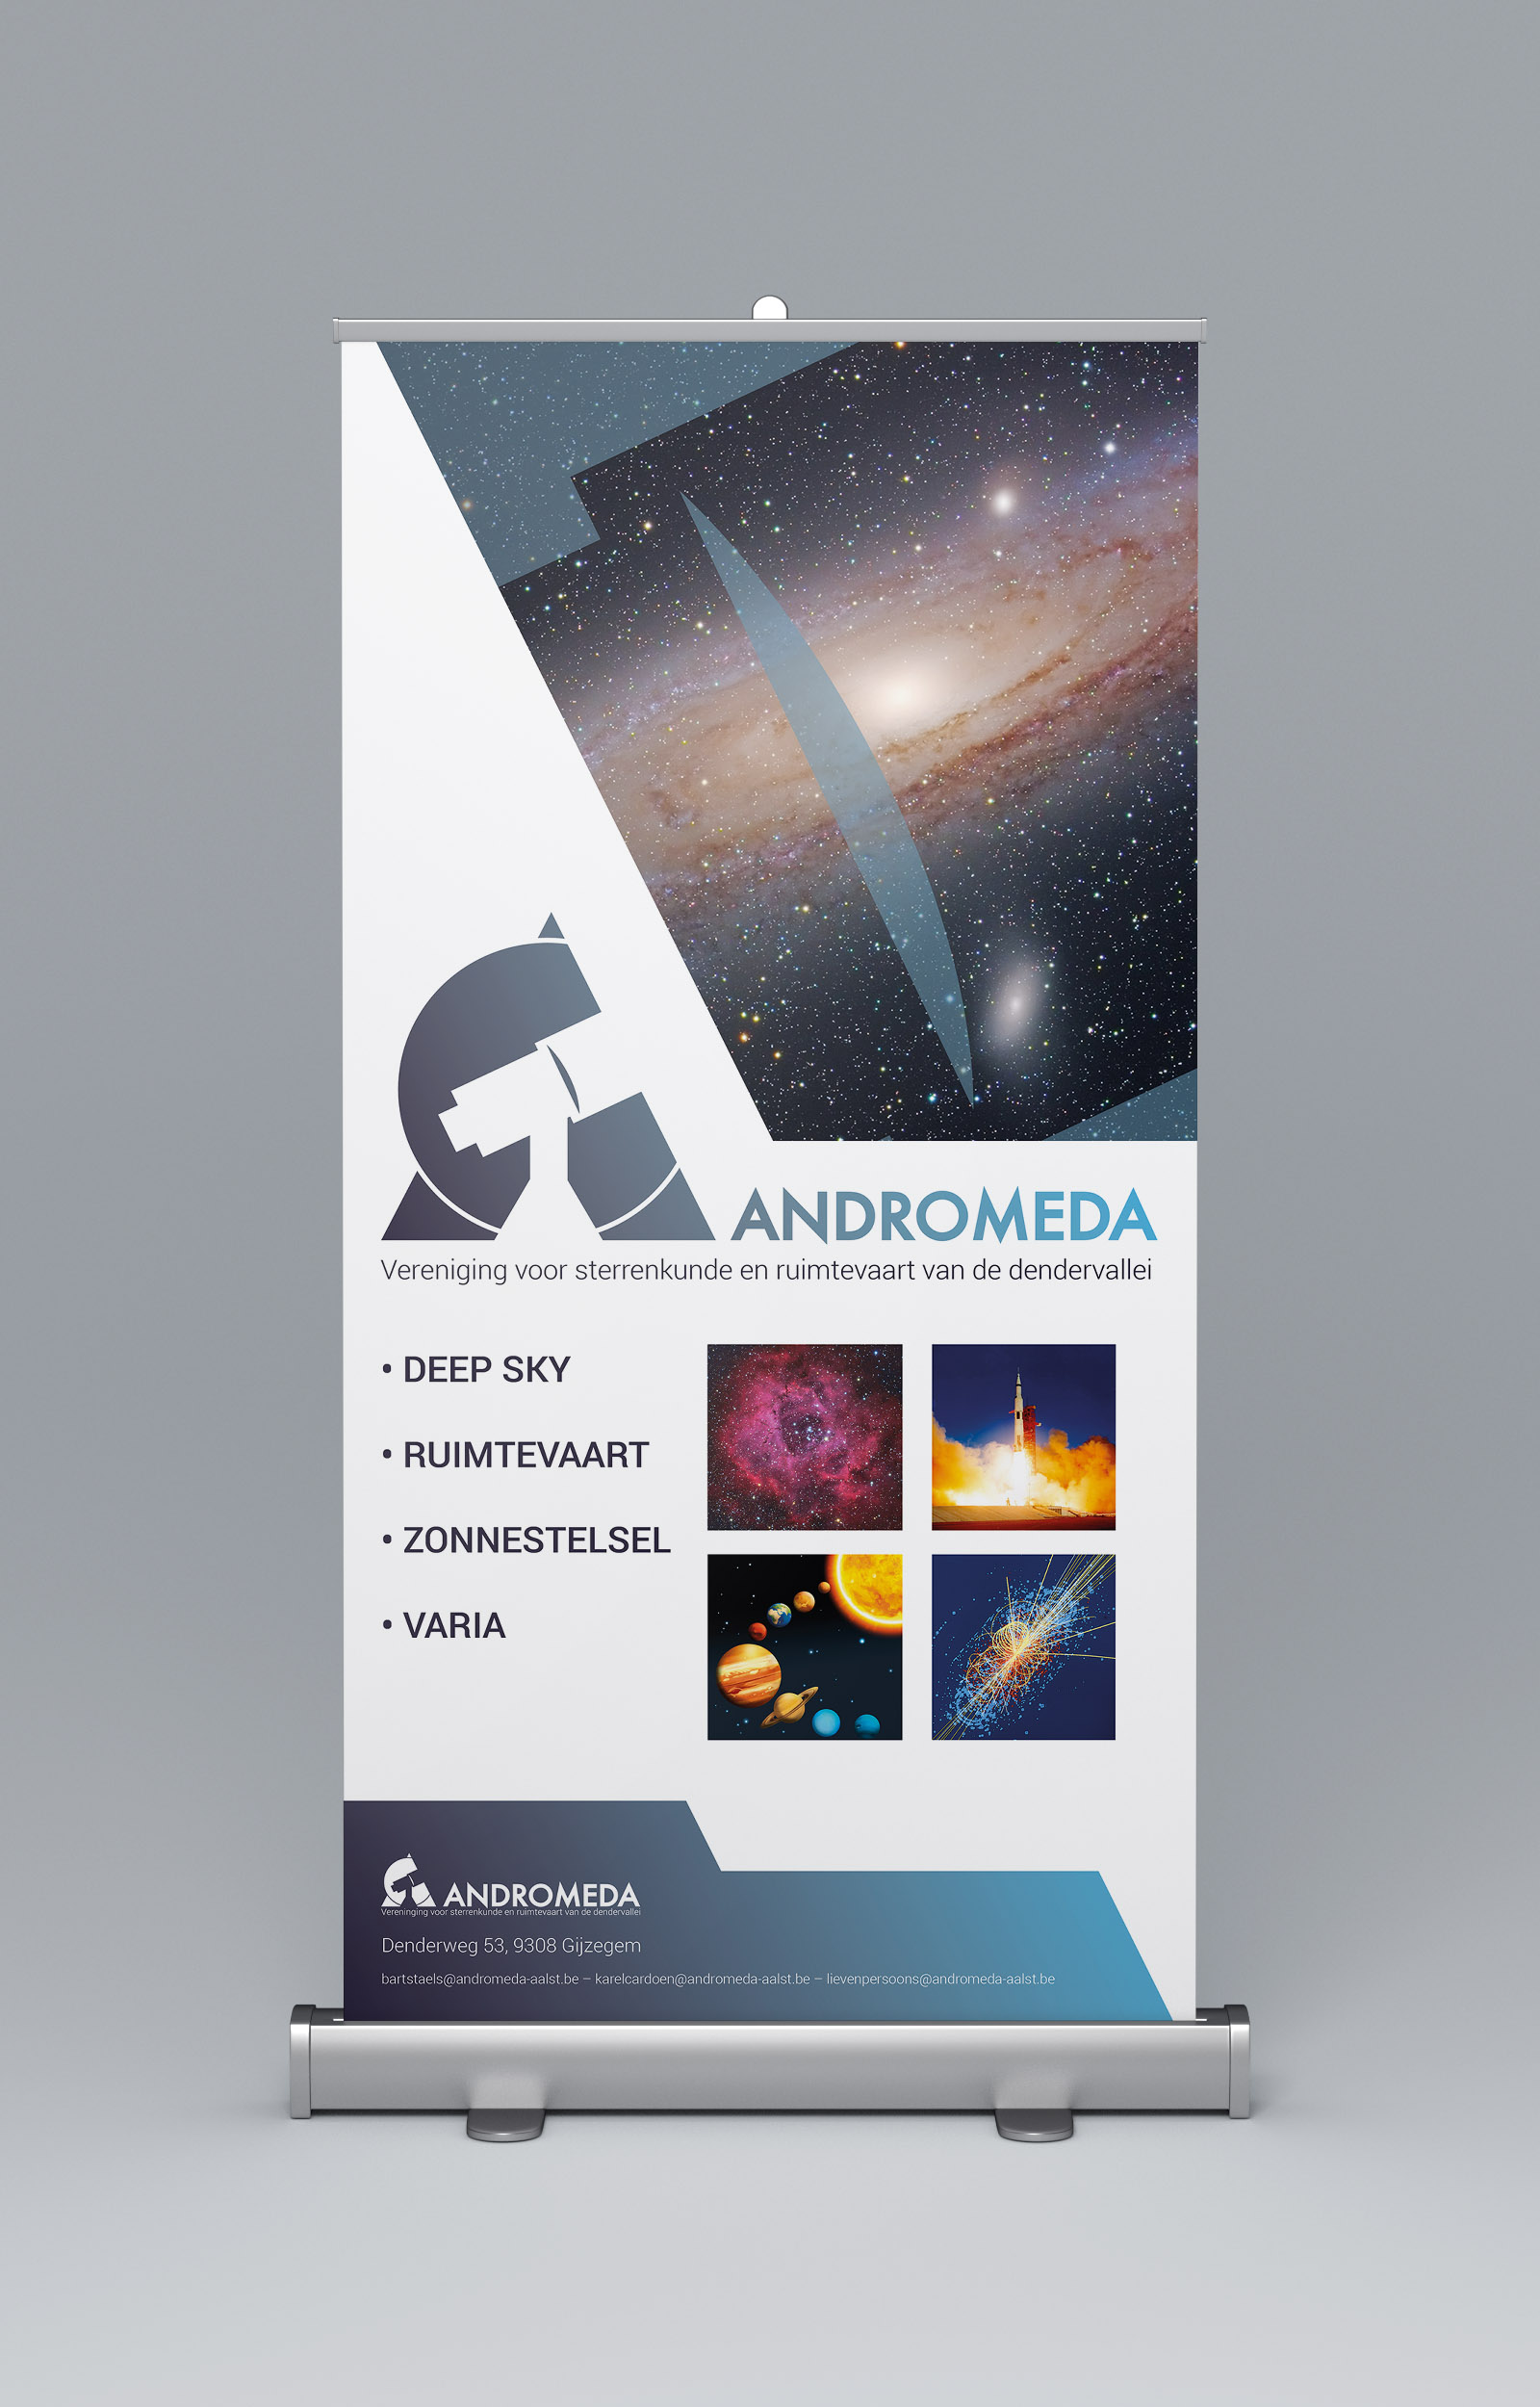 ANDROMEDA
Vereniging voor sterrenkunde en ruimtevaart van de dendervallei
• DEEP SKY
• RUIMTEVAART
• ZONNESTELSEL
• VARIA
ANDROMEDA
Vereninging voor sterrenkunde en ruimtevaart van de dendervallei
Denderweg 53, 9308 Gijzegem
bartstaels@andromeda-aalst.be – karelcardoen@andromeda-aalst.be – lievenpersoons@andromeda-aalst.be